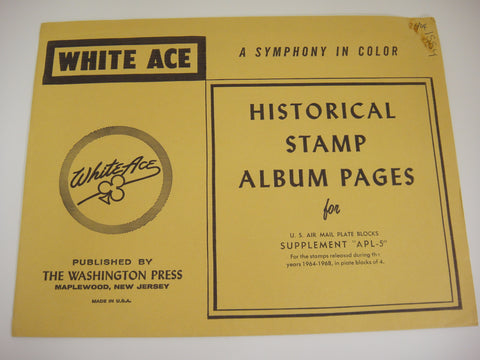 WHITE ACE
A SYMPHONY IN COLOR
HISTORICAL
STAMP
ALBUM PAGES
for
U. S. AIR MAIL PLATE BLOCKS
SUPPLEMENT "APL-5"
For the stamps released during the
years 1964-1968, in plate blocks of 4.
White Ace
PUBLISHED BY
THE WASHINGTON PRESS
MAPLEWOOD, NEW JERSEY
MADE IN U.S.A.